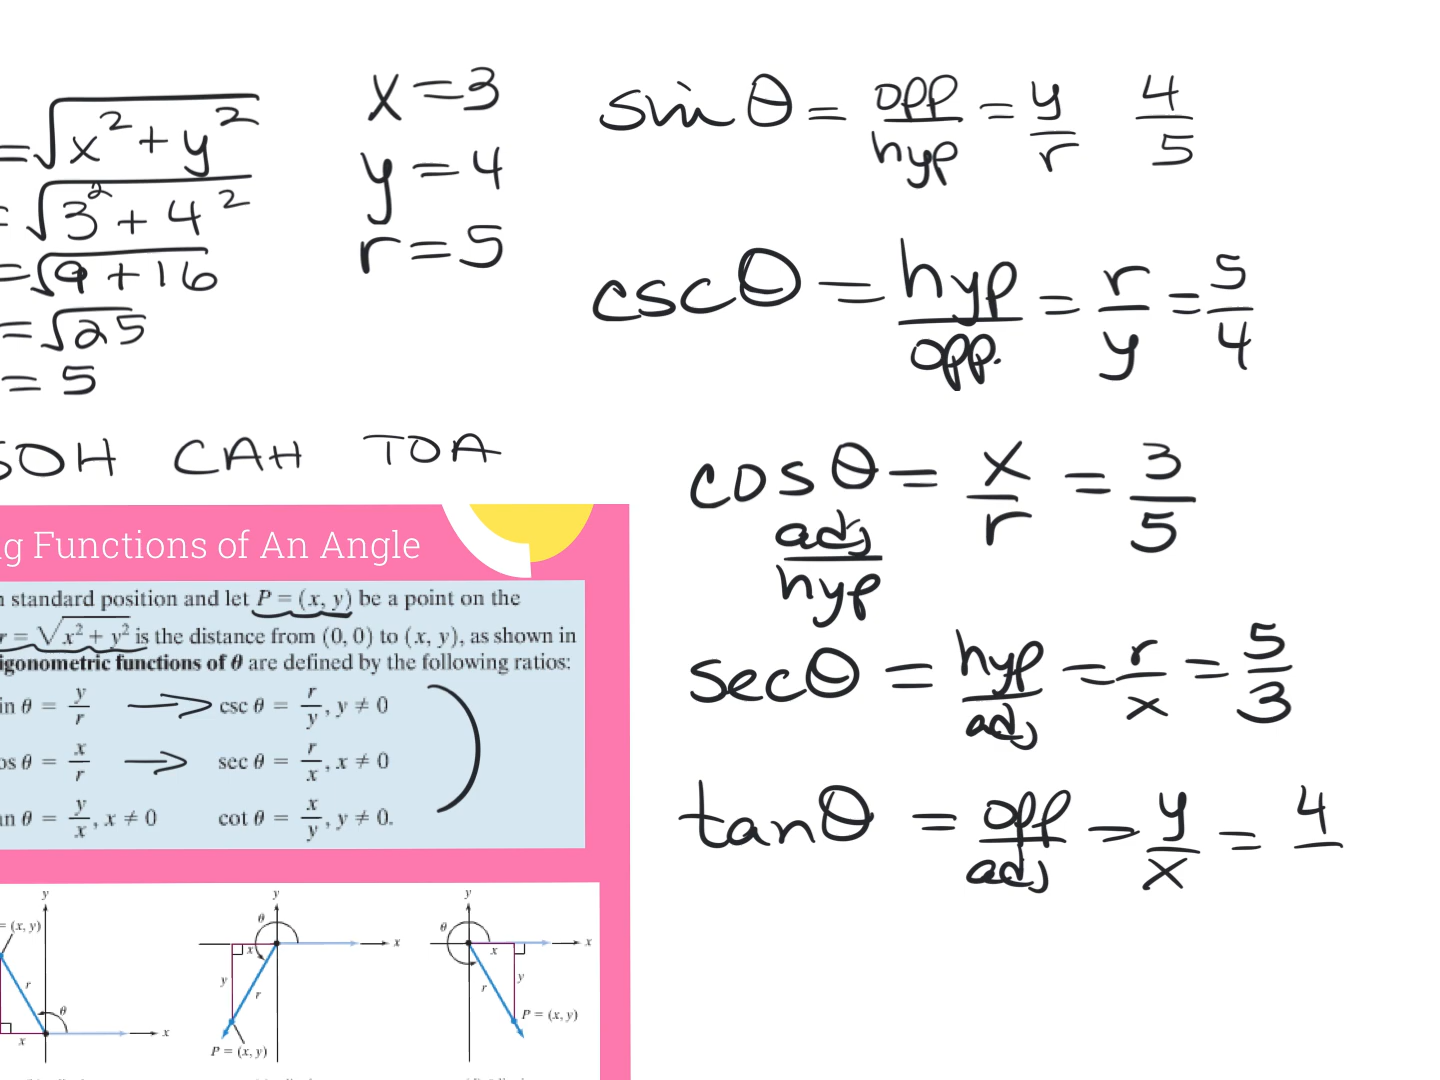 = √x² + y²
= √3² + 4²
= √9 + 16
= √25
= 5
x = 3
y = 4
r = 5
SOH CAH TOA
sin θ = opp/hyp = y/r 4/5
csc θ = hyp/opp. = r/y = 5/4
cos θ = x/r = 3/5
adj/hyp
sec θ = hyp/adj = r/x = 5/3
tan θ = opp/adj = y/x = 4/
g Functions of An Angle
standard position and let P = (x, y) be a point on the
r = √x² + y² is the distance from (0, 0) to (x, y), as shown in
igonometric functions of θ are defined by the following ratios:
in θ = y/r → csc θ = r/y, y ≠ 0
os θ = x/r → sec θ = r/x, x ≠ 0
an θ = y/x, x ≠ 0 cot θ = x/y, y ≠ 0.
y
= (x, y)
r
θ
x
x
y
θ
x
x
y
r
P = (x, y)
y
θ
x
x
y
r
P = (x, y)